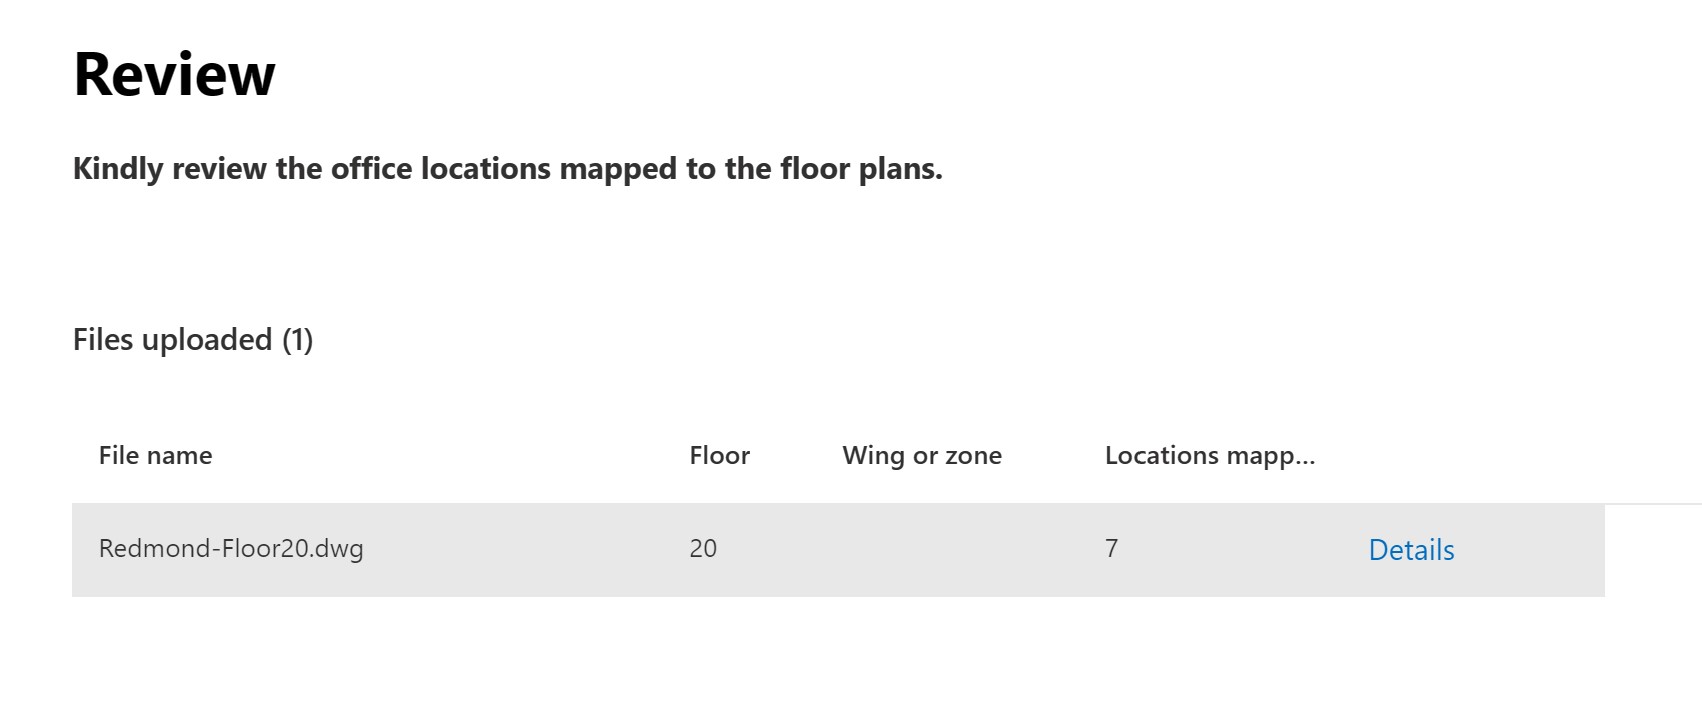 Review
Kindly review the office locations mapped to the floor plans.
Files uploaded (1)
File name Floor Wing or zone Locations mapp...
Redmond-Floor20.dwg 20 7 Details